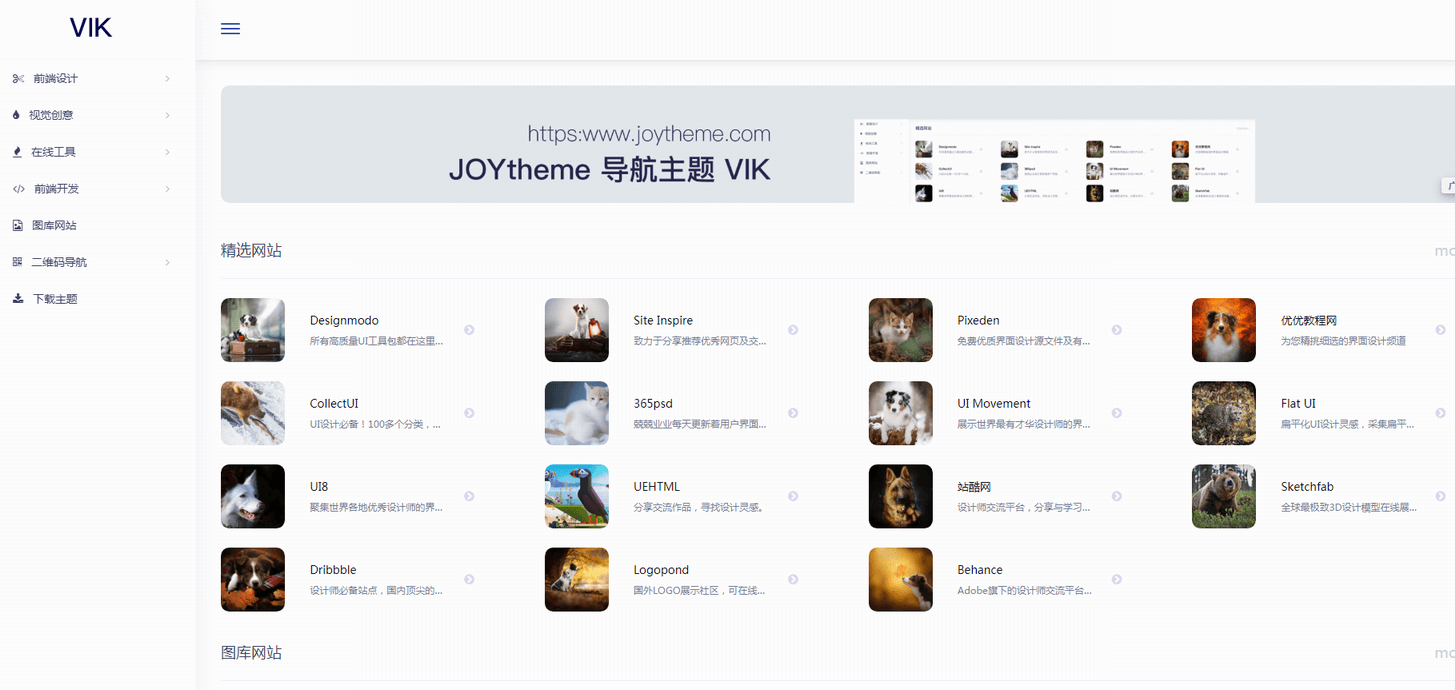 VIK
前端设计
视觉创意
在线工具
前端开发
图库网站
二维码导航
下载主题
https:www.joytheme.com
JOYtheme 导航主题 VIK
精选网站
Designmodo
所有高质量UI工具包都在这里...
Site Inspire
致力于分享推荐优秀网页及交...
Pixeden
免费优质界面设计源文件及有...
优优教程网
为您精挑细选的界面设计频道
CollectUI
UI设计必备！100多个分类，...
365psd
兢兢业业每天更新着用户界面...
UI Movement
展示世界最有才华设计师的界...
Flat UI
扁平化UI设计灵感，采集扁平...
UI8
聚集世界各地优秀设计师的界...
UEHTML
分享交流作品，寻找设计灵感。
站酷网
设计师交流平台，分享与学习...
Sketchfab
全球最极致3D设计模型在线展...
Dribbble
设计师必备站点，国内顶尖的...
Logopond
国外LOGO展示社区，可在线...
Behance
Adobe旗下的设计师交流平台...
图库网站